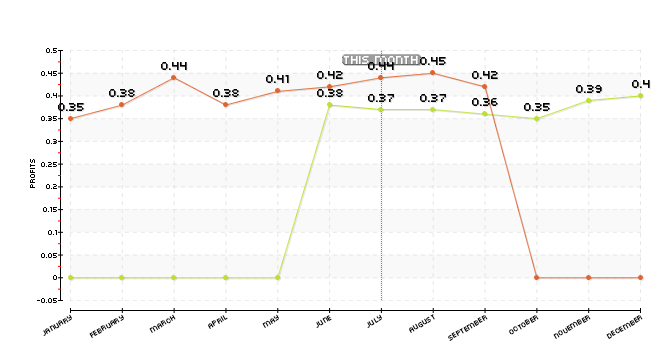 THIS MONTH
0.5
0.45
0.4
0.35
0.3
0.25
0.2
0.15
0.1
0.05
0
-0.05
PROFITS
0.35
0.38
0.44
0.38
0.41
0.42
0.44
0.45
0.42
0.38
0.37
0.37
0.36
0.35
0.39
0.4
JANUARY
FEBRUARY
MARCH
APRIL
MAY
JUNE
JULY
AUGUST
SEPTEMBER
OCTOBER
NOVEMBER
DECEMBER